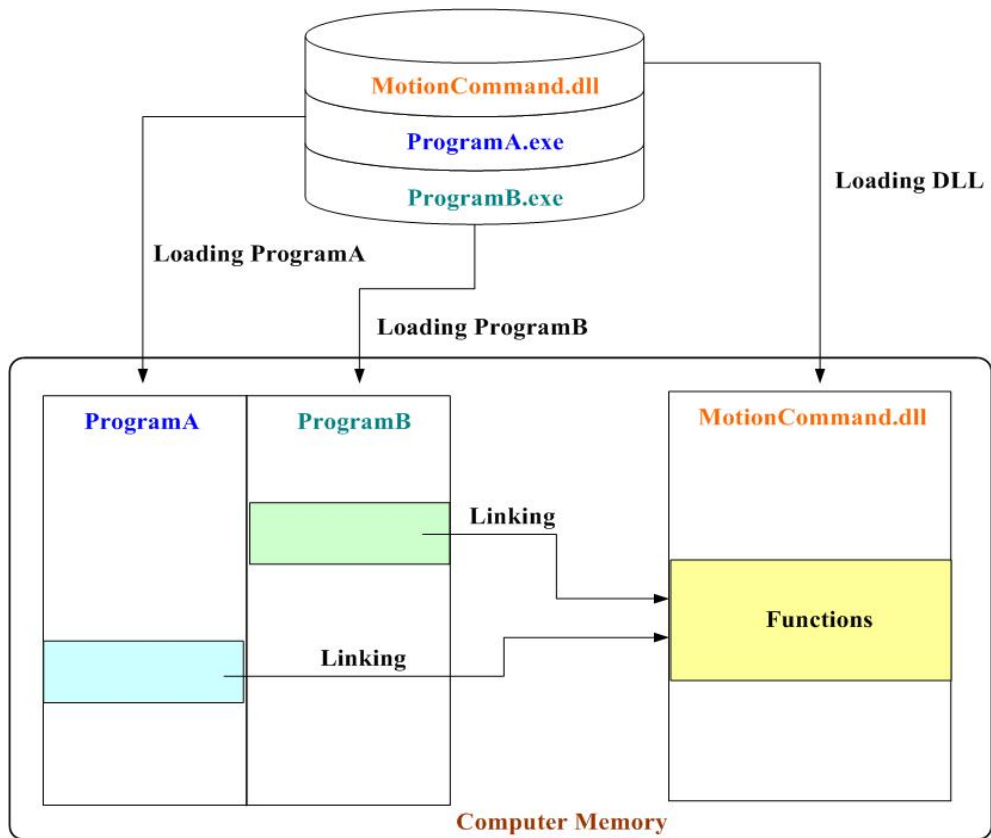 MotionCommand.dll
ProgramA.exe
ProgramB.exe
Loading DLL
Loading ProgramA
Loading ProgramB
ProgramA
ProgramB
MotionCommand.dll
Linking
Functions
Linking
Computer Memory